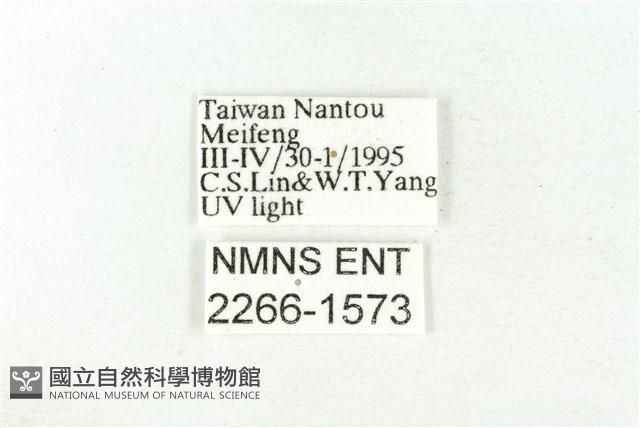 Taiwan Nantou
Meifeng
III-IV/30-1/1995
C.S.Lin&W.T.Yang
UV light
NMNS ENT
2266-1573
國立自然科學博物館
NATIONAL MUSEUM OF NATURAL SCIENCE